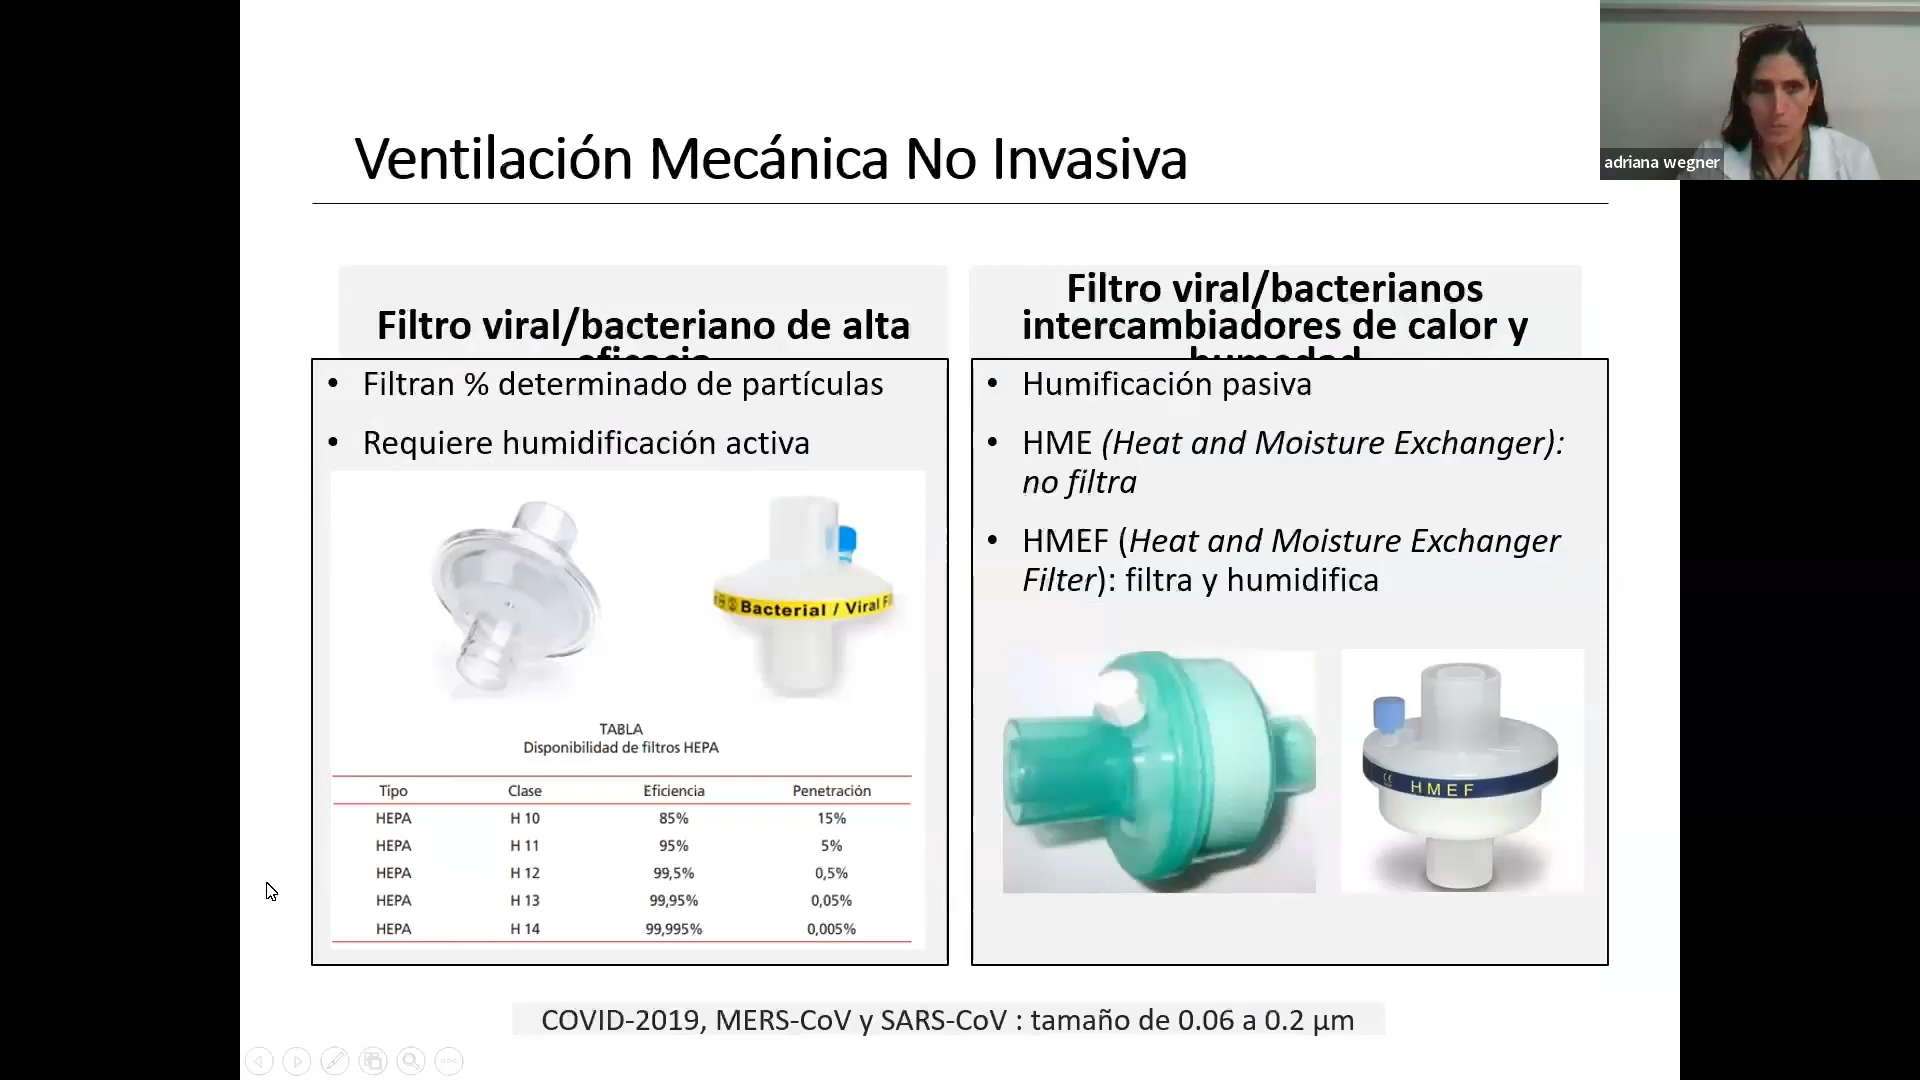 Ventilación Mecánica No Invasiva
adriana wegner
Filtro viral/bacteriano de alta
eficacia
• Filtran % determinado de partículas
• Requiere humidificación activa
Bacterial / Viral F
TABLA
Disponibilidad de filtros HEPA
Tipo Clase Eficiencia Penetración
HEPA H 10 85% 15%
HEPA H 11 95% 5%
HEPA H 12 99,5% 0,5%
HEPA H 13 99,95% 0,05%
HEPA H 14 99,995% 0,005%
Filtro viral/bacterianos
intercambiadores de calor y
humedad
• Humificación pasiva
• HME (Heat and Moisture Exchanger):
no filtra
• HMEF (Heat and Moisture Exchanger
Filter): filtra y humidifica
CE HMEF
COVID-2019, MERS-CoV y SARS-CoV : tamaño de 0.06 a 0.2 µm